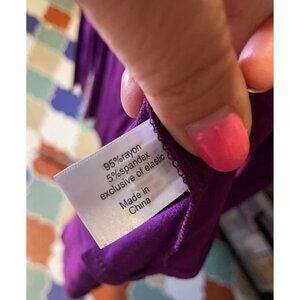 95%rayon
5%spandex
exclusive of elastic
Made in
China